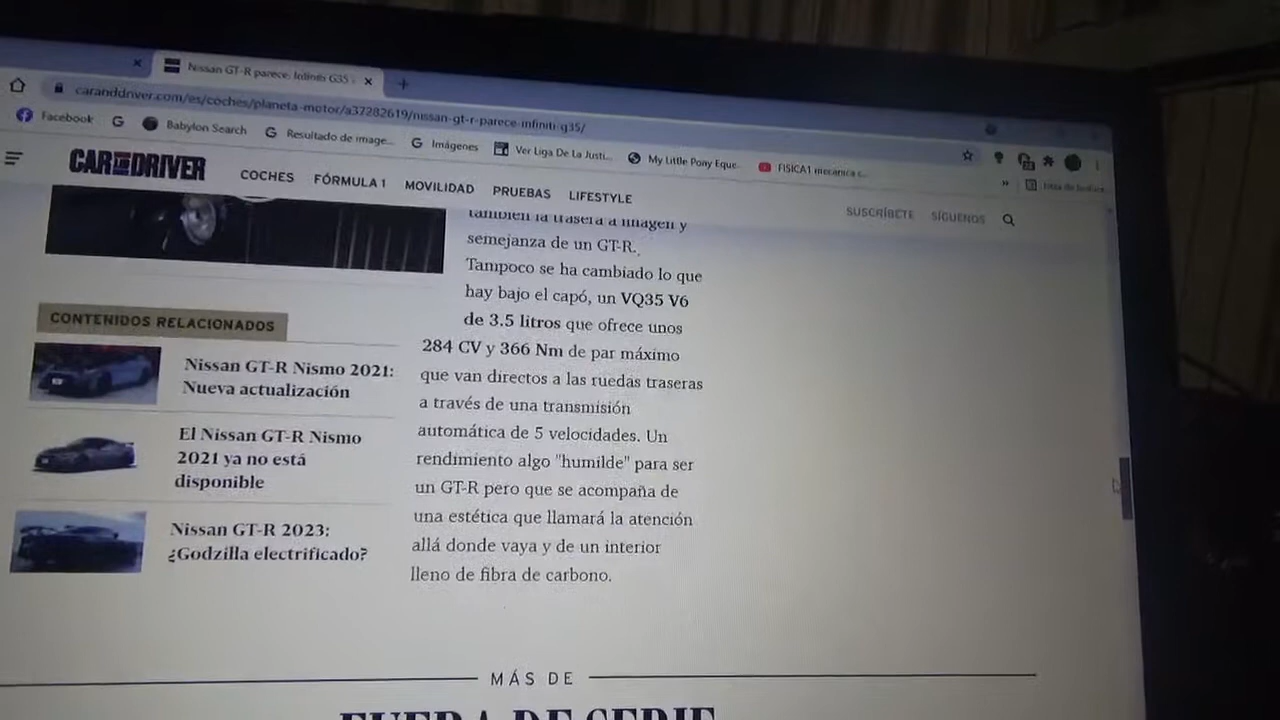 Nissan GT-R parece: Infiniti G35
caranddriver.com/es/coches/planeta-motor/a37282619/nissan-gt-r-parece-infiniti-g35/
Facebook
Babylon Search
Resultado de image...
Imágenes
Ver Liga De La Justi...
My Little Pony Eque...
FISICA1 mecánica c...
CAR AND DRIVER
COCHES
FÓRMULA 1
MOVILIDAD
PRUEBAS
LIFESTYLE
SUSCRÍBETE
SÍGUENOS
también la trasera a imagen y
semejanza de un GT-R.
Tampoco se ha cambiado lo que
hay bajo el capó, un VQ35 V6
de 3.5 litros que ofrece unos
284 CV y 366 Nm de par máximo
que van directos a las ruedas traseras
a través de una transmisión
automática de 5 velocidades. Un
rendimiento algo "humilde" para ser
un GT-R pero que se acompaña de
una estética que llamará la atención
allá donde vaya y de un interior
lleno de fibra de carbono.
CONTENIDOS RELACIONADOS
Nissan GT-R Nismo 2021:
Nueva actualización
El Nissan GT-R Nismo
2021 ya no está
disponible
Nissan GT-R 2023:
¿Godzilla electrificado?
MÁS DE
FUERA DE SERIE